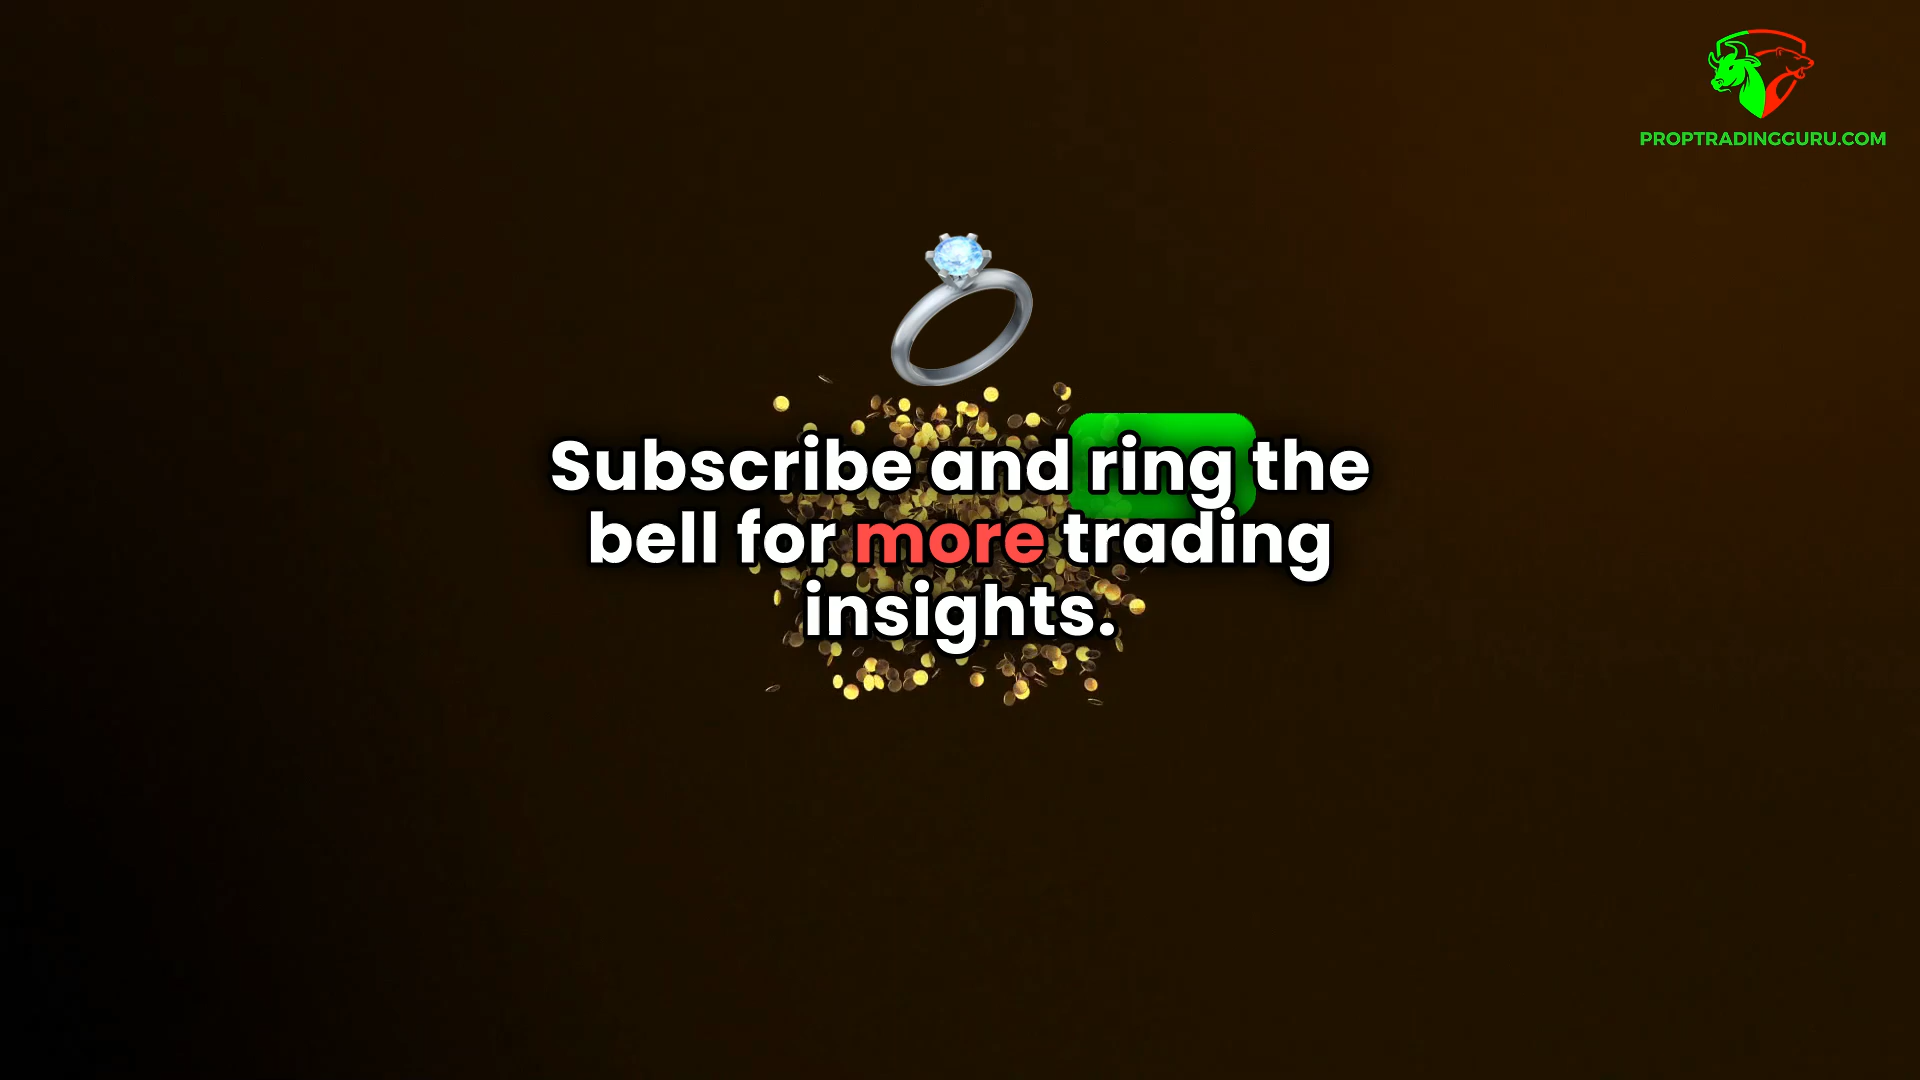 PROPTRADINGGURU.COM
Subscribe and ring the
bell for more trading
insights.